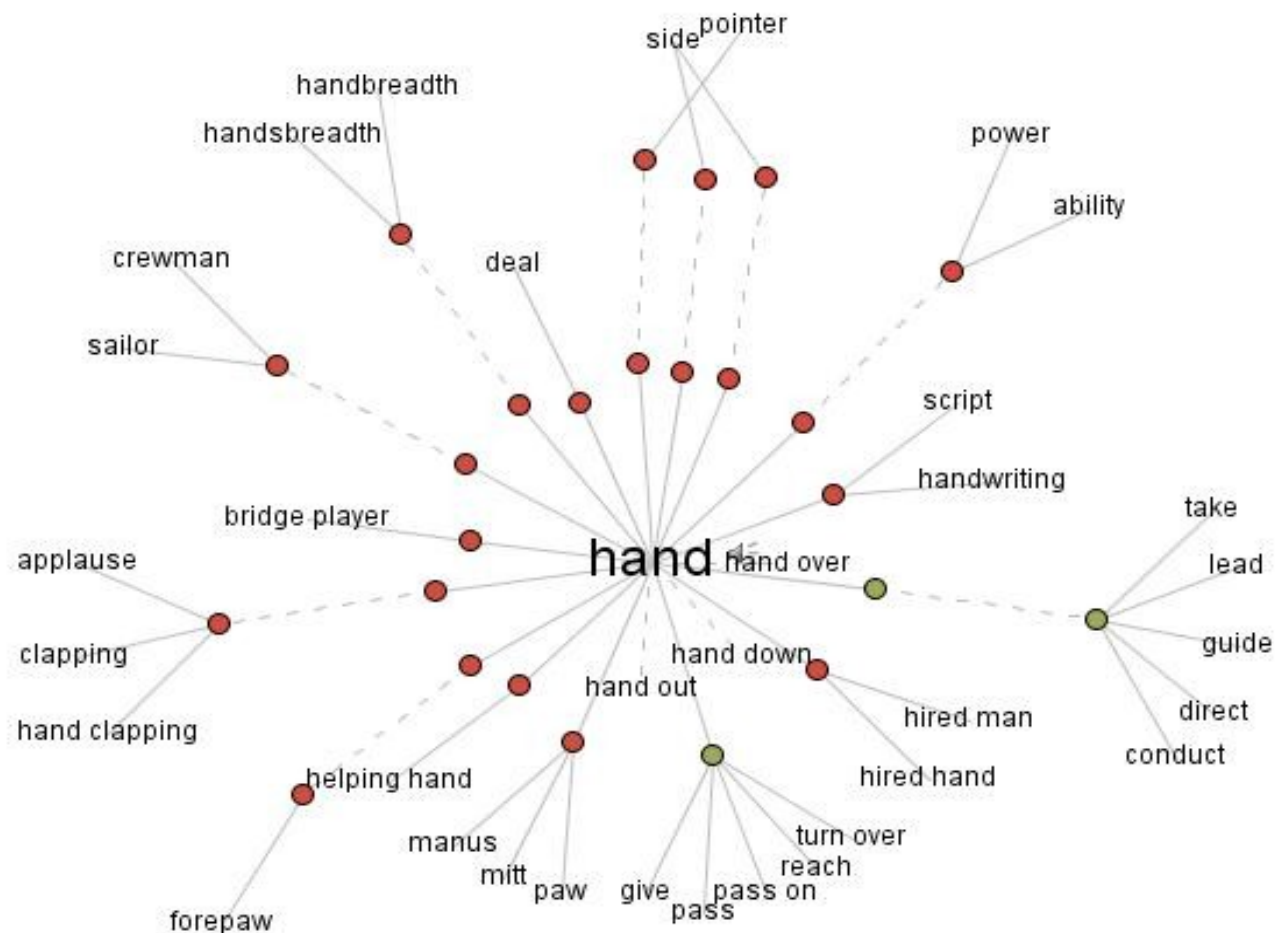 pointer
side
handbreadth
handsbreadth
power
ability
crewman
deal
sailor
script
handwriting
bridge player
take
applause
hand
hand over
lead
clapping
hand down
guide
hand out
direct
hand clapping
hired man
conduct
helping hand
hired hand
manus
turn over
mitt
reach
paw
give
pass on
pass
forepaw